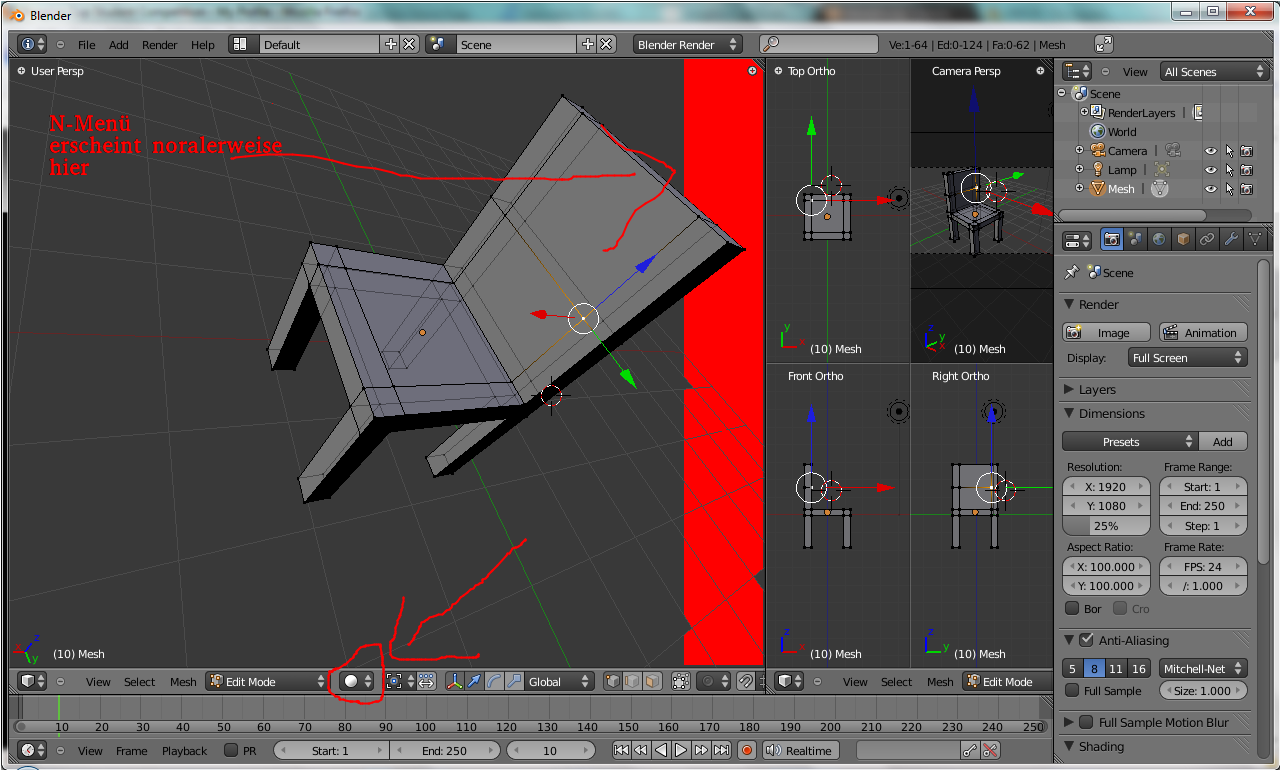 Blender
File Add Render Help Default Scene Blender Render Ve:1-64 | Ed:0-124 | Fa:0-62 | Mesh
User Persp
N-Menü
erscheint noralerweise
hier
(10) Mesh
Top Ortho
(10) Mesh
Camera Persp
(10) Mesh
Front Ortho
(10) Mesh
Right Ortho
(10) Mesh
View Select Mesh Edit Mode Global
View Select Mesh Edit Mode
View All Scenes
Scene
RenderLayers |
World
Camera |
Lamp |
Mesh |
Scene
Render
Image Animation
Display: Full Screen
Layers
Dimensions
Presets Add
Resolution: Frame Range:
X: 1920 Start: 1
Y: 1080 End: 250
25% Step: 1
Aspect Ratio: Frame Rate:
X: 100.000 FPS: 24
Y: 100.000 /: 1.000
Bor Cro
Anti-Aliasing
5 8 11 16 Mitchell-Net
Full Sample Size: 1.000
Full Sample Motion Blur
Shading
10 20 30 40 50 60 70 80 90 100 110 120 130 140 150 160 170 180 190 200 210 220 230 240 250
View Frame Playback PR Start: 1 End: 250 10 Realtime